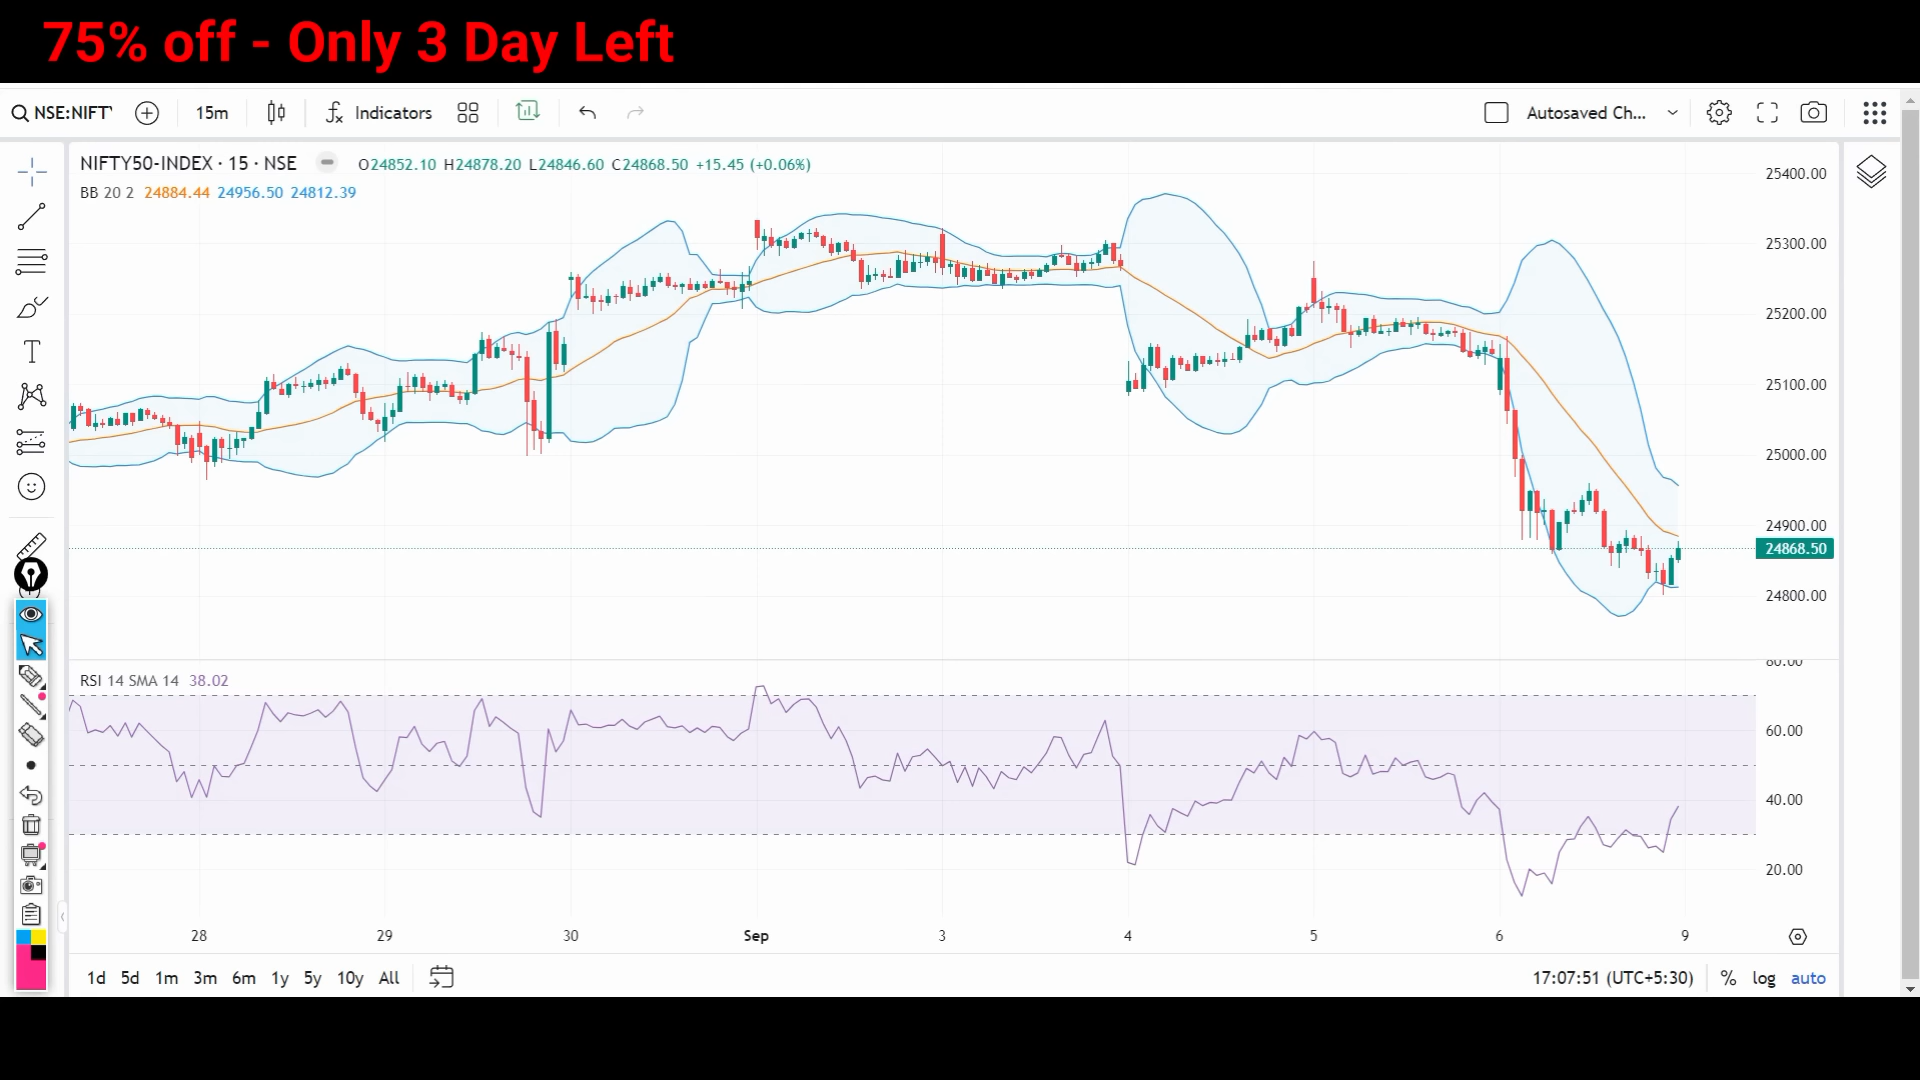 75% off - Only 3 Day Left
NSE:NIFT
15m
Indicators
Autosaved Ch...
NIFTY50-INDEX · 15 · NSE
O24852.10 H24878.20 L24846.60 C24868.50 +15.45 (+0.06%)
BB 20 2 24884.44 24956.50 24812.39
25400.00
25300.00
25200.00
25100.00
25000.00
24900.00
24868.50
24800.00
80.00
RSI 14 SMA 14 38.02
60.00
40.00
20.00
28 29 30 Sep 3 4 5 6 9
1d 5d 1m 3m 6m 1y 5y 10y All
17:07:51 (UTC+5:30) % log auto